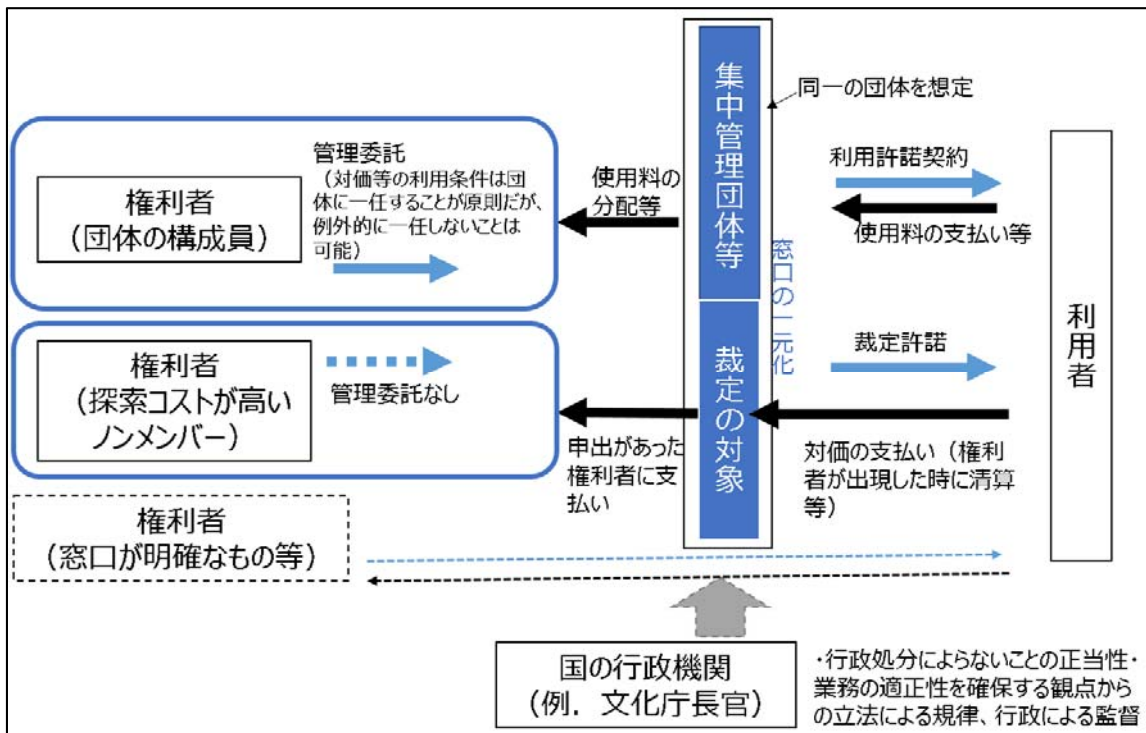 集中管理団体等
同一の団体を想定
管理委託
（対価等の利用条件は団
体に一任することが原則だが、
例外的に一任しないことは
可能）
権利者
（団体の構成員）
使用料の
分配等
利用許諾契約
使用料の支払い等
窓口の一元化
利用者
権利者
（探索コストが高い
ノンメンバー）
管理委託なし
裁定の対象
裁定許諾
申出があった
権利者に支
払い
対価の支払い（権利
者が出現した時に清算
等）
権利者
（窓口が明確なもの等）
国の行政機関
（例．文化庁長官）
・行政処分によらないことの正当性・
業務の適正性を確保する観点から
の立法による規律、行政による監督